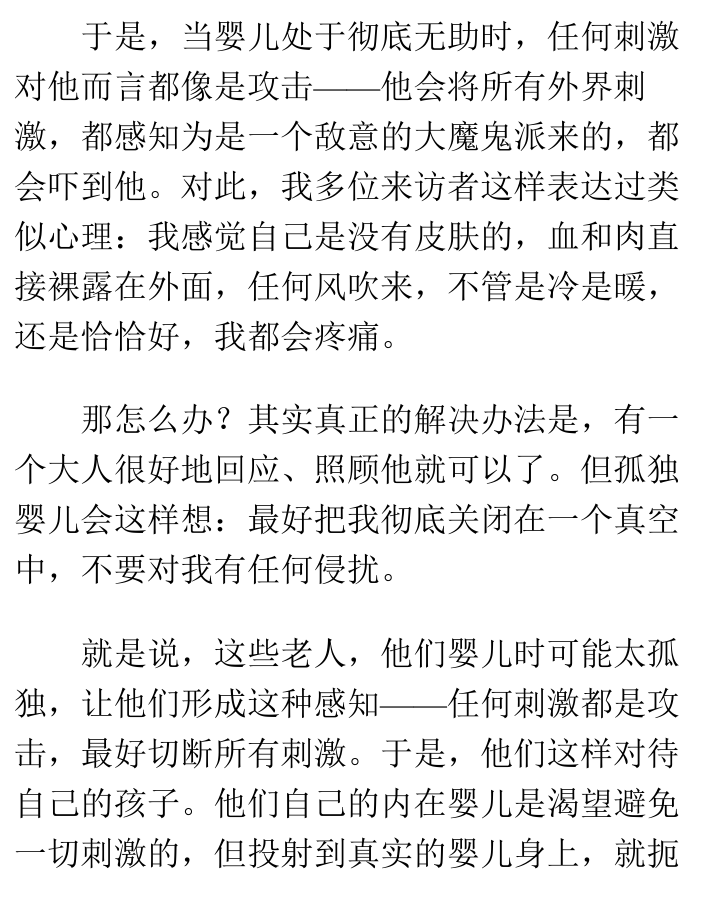 于是，当婴儿处于彻底无助时，任何刺激
对他而言都像是攻击——他会将所有外界刺
激，都感知为是一个敌意的大魔鬼派来的，都
会吓到他。对此，我多位来访者这样表达过类
似心理：我感觉自己是没有皮肤的，血和肉直
接裸露在外面，任何风吹来，不管是冷是暖，
还是恰恰好，我都会疼痛。
那怎么办？其实真正的解决办法是，有一
个大人很好地回应、照顾他就可以了。但孤独
婴儿会这样想：最好把我彻底关闭在一个真空
中，不要对我有任何侵扰。
就是说，这些老人，他们婴儿时可能太孤
独，让他们形成这种感知——任何刺激都是攻
击，最好切断所有刺激。于是，他们这样对待
自己的孩子。他们自己的内在婴儿是渴望避免
一切刺激的，但投射到真实的婴儿身上，就扼